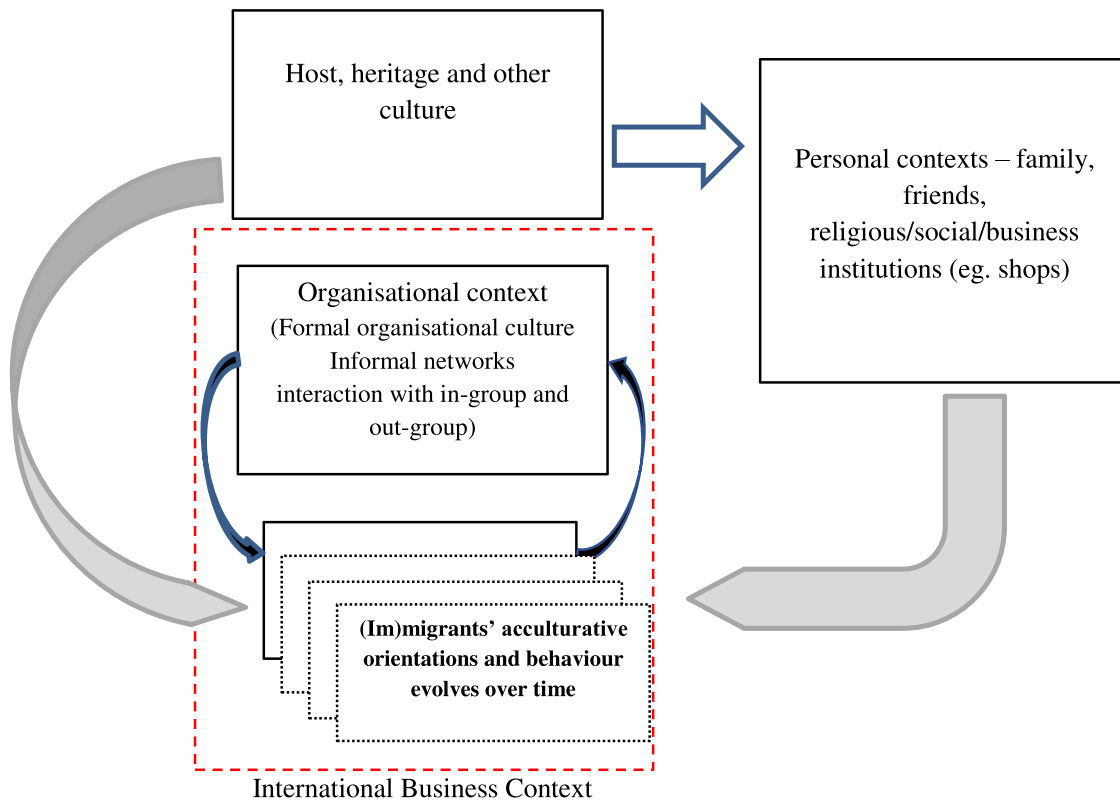 Host, heritage and other
culture
Personal contexts – family,
friends,
religious/social/business
institutions (eg. shops)
Organisational context
(Formal organisational culture
Informal networks
interaction with in-group and
out-group)
(Im)migrants’ acculturative
orientations and behaviour
evolves over time
International Business Context